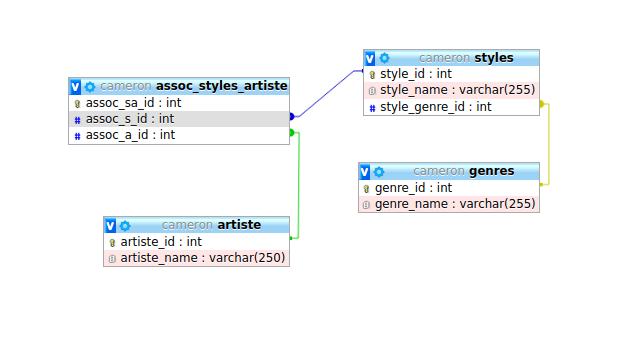 cameron assoc_styles_artiste
assoc_sa_id : int
assoc_s_id : int
assoc_a_id : int
cameron styles
style_id : int
style_name : varchar(255)
style_genre_id : int
cameron genres
genre_id : int
genre_name : varchar(255)
cameron artiste
artiste_id : int
artiste_name : varchar(250)